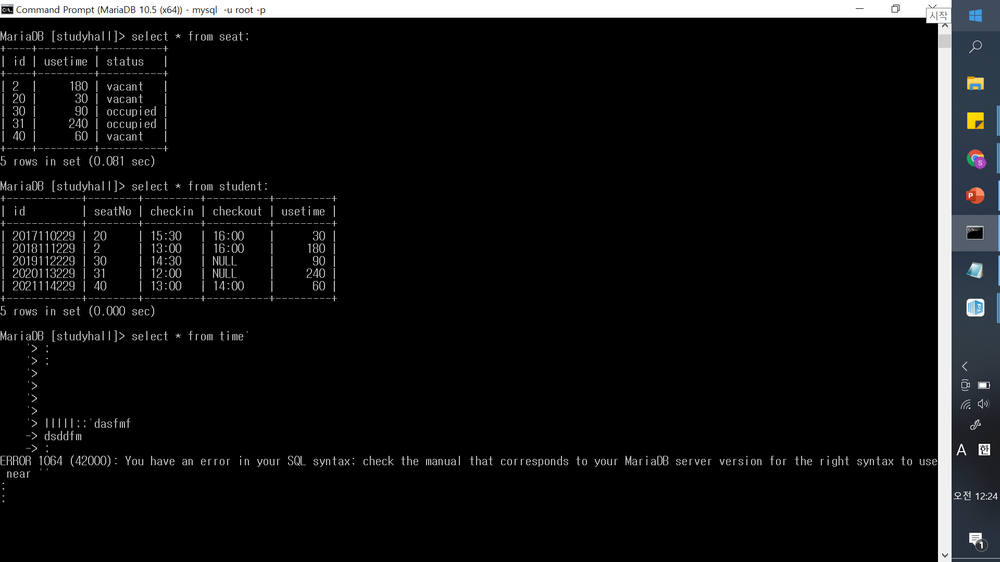 Command Prompt (MariaDB 10.5 (x64)) - mysql  -u root -p
시작
MariaDB [studyhall]> select * from seat;
+----+---------+----------+
| id | usetime | status   |
+----+---------+----------+
| 2  |     180 | vacant   |
| 20 |      30 | vacant   |
| 30 |      90 | occupied |
| 31 |     240 | occupied |
| 40 |      60 | vacant   |
+----+---------+----------+
5 rows in set (0.081 sec)
MariaDB [studyhall]> select * from student;
+------------+--------+---------+----------+---------+
| id         | seatNo | checkin | checkout | usetime |
+------------+--------+---------+----------+---------+
| 2017110229 | 20     | 15:30   | 16:00    |      30 |
| 2018111229 | 2      | 13:00   | 16:00    |     180 |
| 2019112229 | 30     | 14:30   | NULL     |      90 |
| 2020113229 | 31     | 12:00   | NULL     |     240 |
| 2021114229 | 40     | 13:00   | 14:00    |      60 |
+------------+--------+---------+----------+---------+
5 rows in set (0.000 sec)
MariaDB [studyhall]> select * from time'
    '> ;
    '> ;
    '>
    '>
    '>
    '>
    '> lllll;;'dasfmf
    -> dsddfm
    -> ;
ERROR 1064 (42000): You have an error in your SQL syntax; check the manual that corresponds to your MariaDB server version for the right syntax to use
 near ''
;
;
S
P
A 한
오전 12:24
1